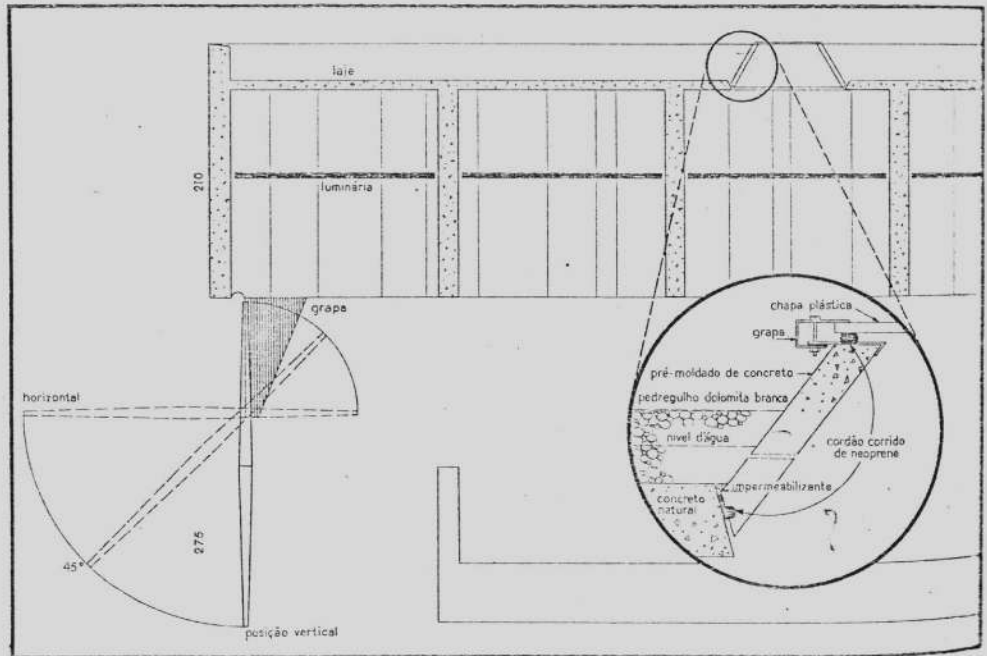 laje
210
luminária
grapa
horizontal
45°
275
posição vertical
chapa plástica
grapa
pré-moldado de concreto
pedregulho dolomita branca
nivel d'água
cordão corrido
de neoprene
impermeabilizante
concreto
natural